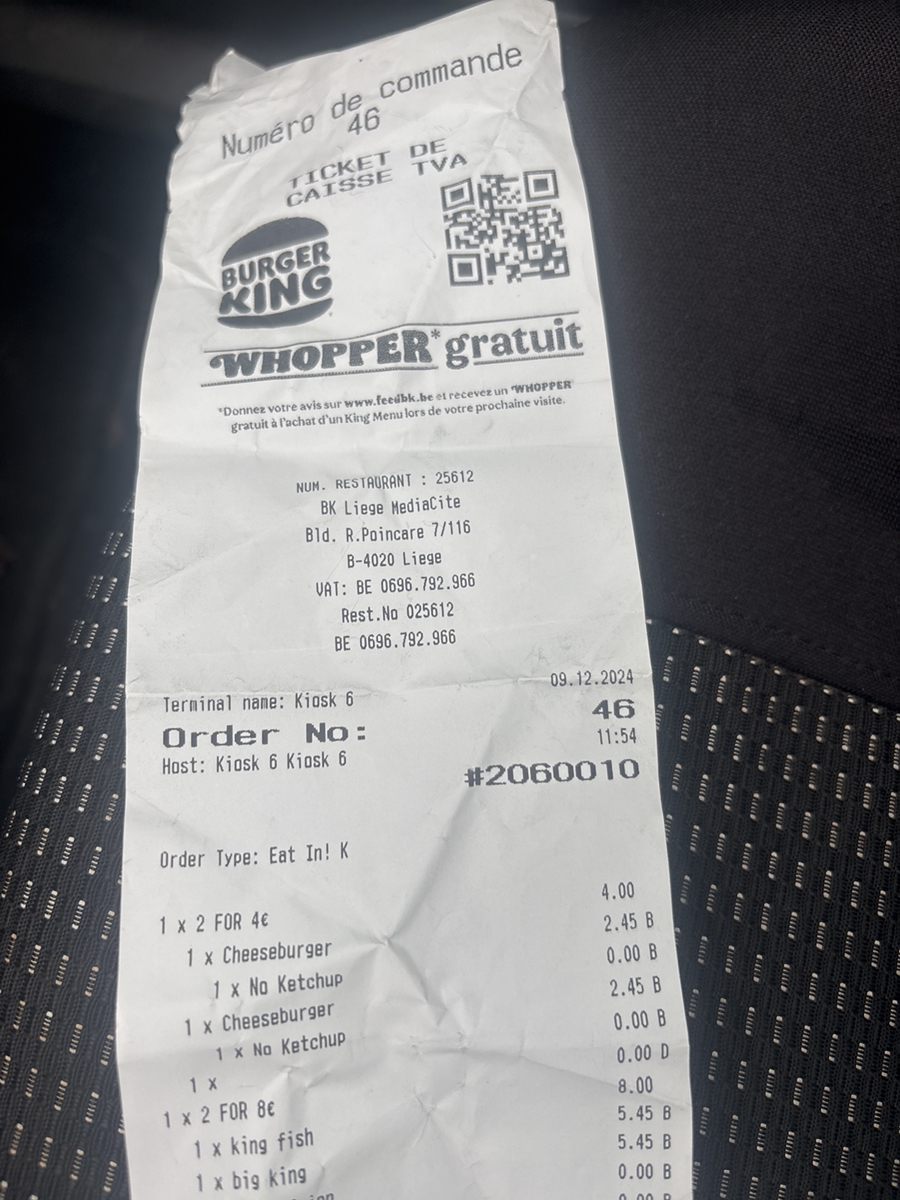 Numéro de commande
46
TICKET DE
CAISSE TVA
BURGER
KING
WHOPPER* gratuit
*Donnez votre avis sur www.feedbk.be et recevez un WHOPPER
gratuit à l'achat d'un King Menu lors de votre prochaine visite.
NUM. RESTAURANT : 25612
BK Liege MediaCite
Bld. R.Poincare 7/116
B-4020 Liege
VAT: BE 0696.792.966
Rest.No 025612
BE 0696.792.966
09.12.2024
Terminal name: Kiosk 6
Order No: 46
11:54
Host: Kiosk 6 Kiosk 6
#2060010
Order Type: Eat In! K
1 x 2 FOR 4€ 4.00
1 x Cheeseburger 2.45 B
1 x No Ketchup 0.00 B
1 x Cheeseburger 2.45 B
1 x No Ketchup 0.00 B
1 x 0.00 D
1 x 2 FOR 8€ 8.00
1 x king fish 5.45 B
1 x big king 5.45 B
0.00 B